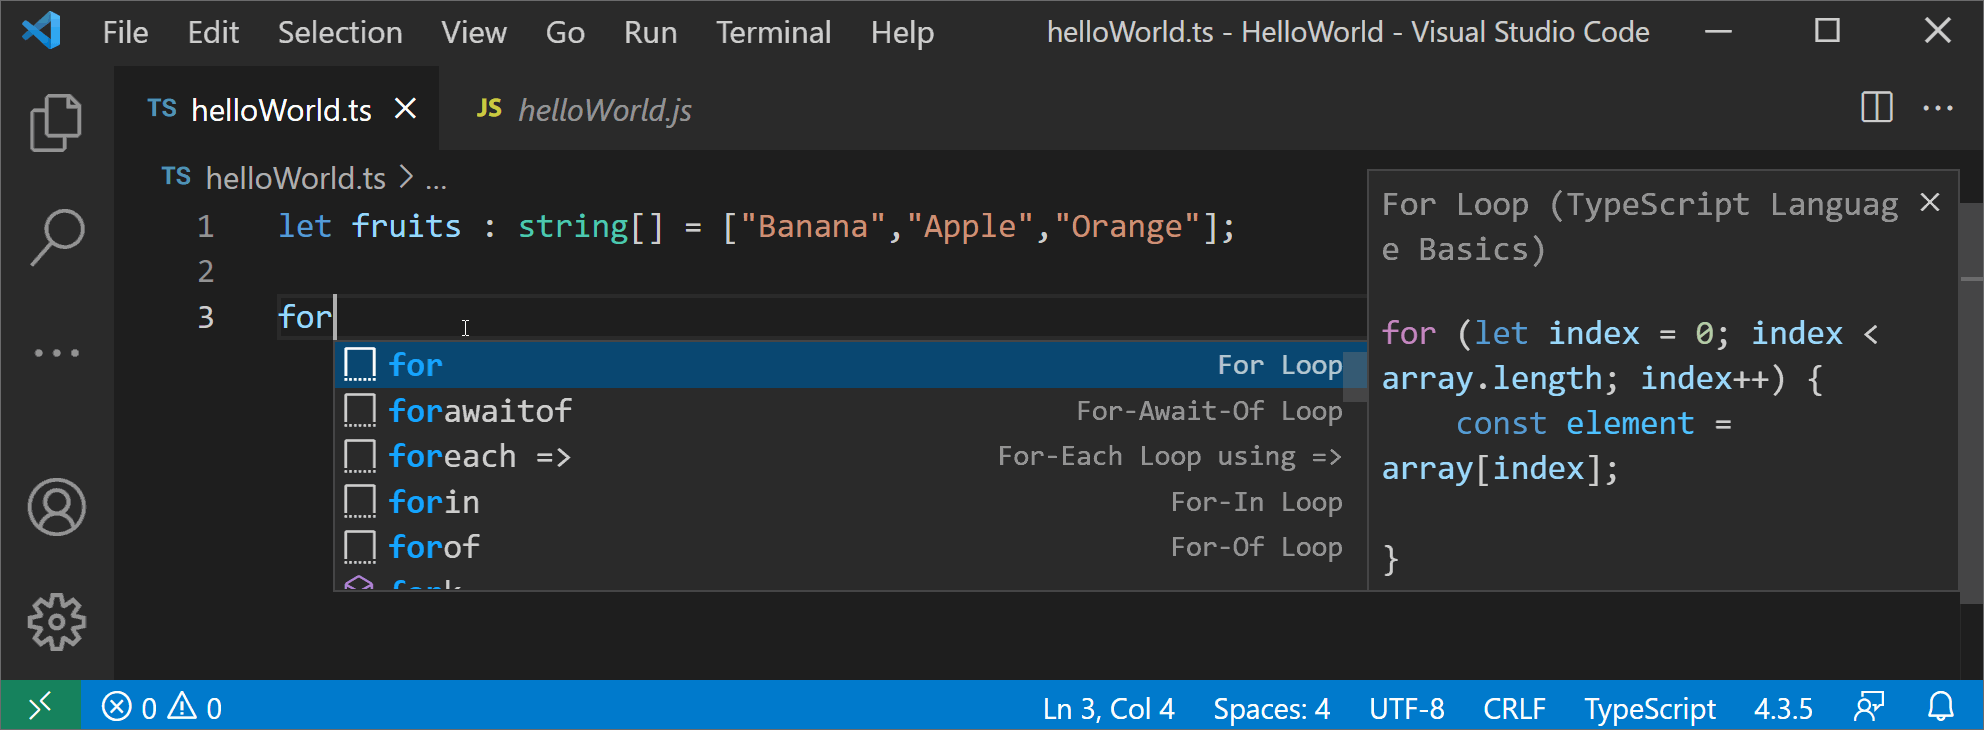 File Edit Selection View Go Run Terminal Help helloWorld.ts - HelloWorld - Visual Studio Code
TS helloWorld.ts JS helloWorld.js
TS helloWorld.ts > ...
1 let fruits : string[] = ["Banana","Apple","Orange"];
2
3 for
for For Loop
forawaitof For-Await-Of Loop
foreach => For-Each Loop using =>
forin For-In Loop
forof For-Of Loop
fork
For Loop (TypeScript Languag
e Basics)
for (let index = 0; index <
array.length; index++) {
const element =
array[index];
}
0 0 Ln 3, Col 4 Spaces: 4 UTF-8 CRLF TypeScript 4.3.5